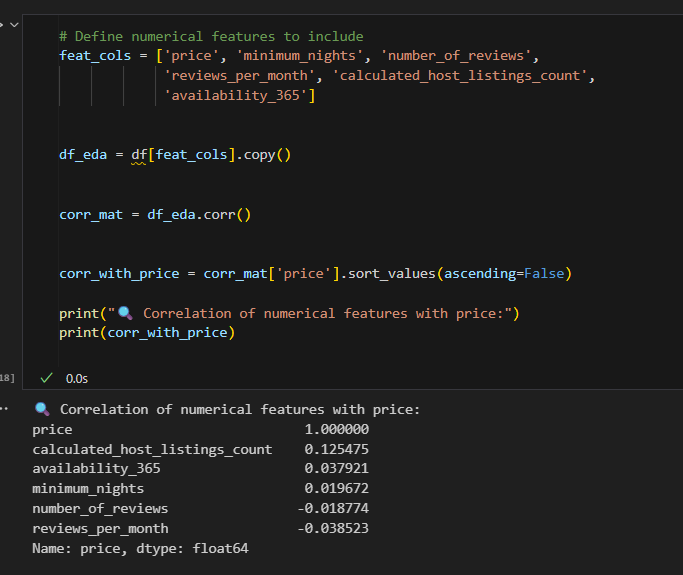 # Define numerical features to include
feat_cols = ['price', 'minimum_nights', 'number_of_reviews',
'reviews_per_month', 'calculated_host_listings_count',
'availability_365']
df_eda = df[feat_cols].copy()
corr_mat = df_eda.corr()
corr_with_price = corr_mat['price'].sort_values(ascending=False)
print("🔍 Correlation of numerical features with price:")
print(corr_with_price)
18]
0.0s
🔍 Correlation of numerical features with price:
price 1.000000
calculated_host_listings_count 0.125475
availability_365 0.037921
minimum_nights 0.019672
number_of_reviews -0.018774
reviews_per_month -0.038523
Name: price, dtype: float64